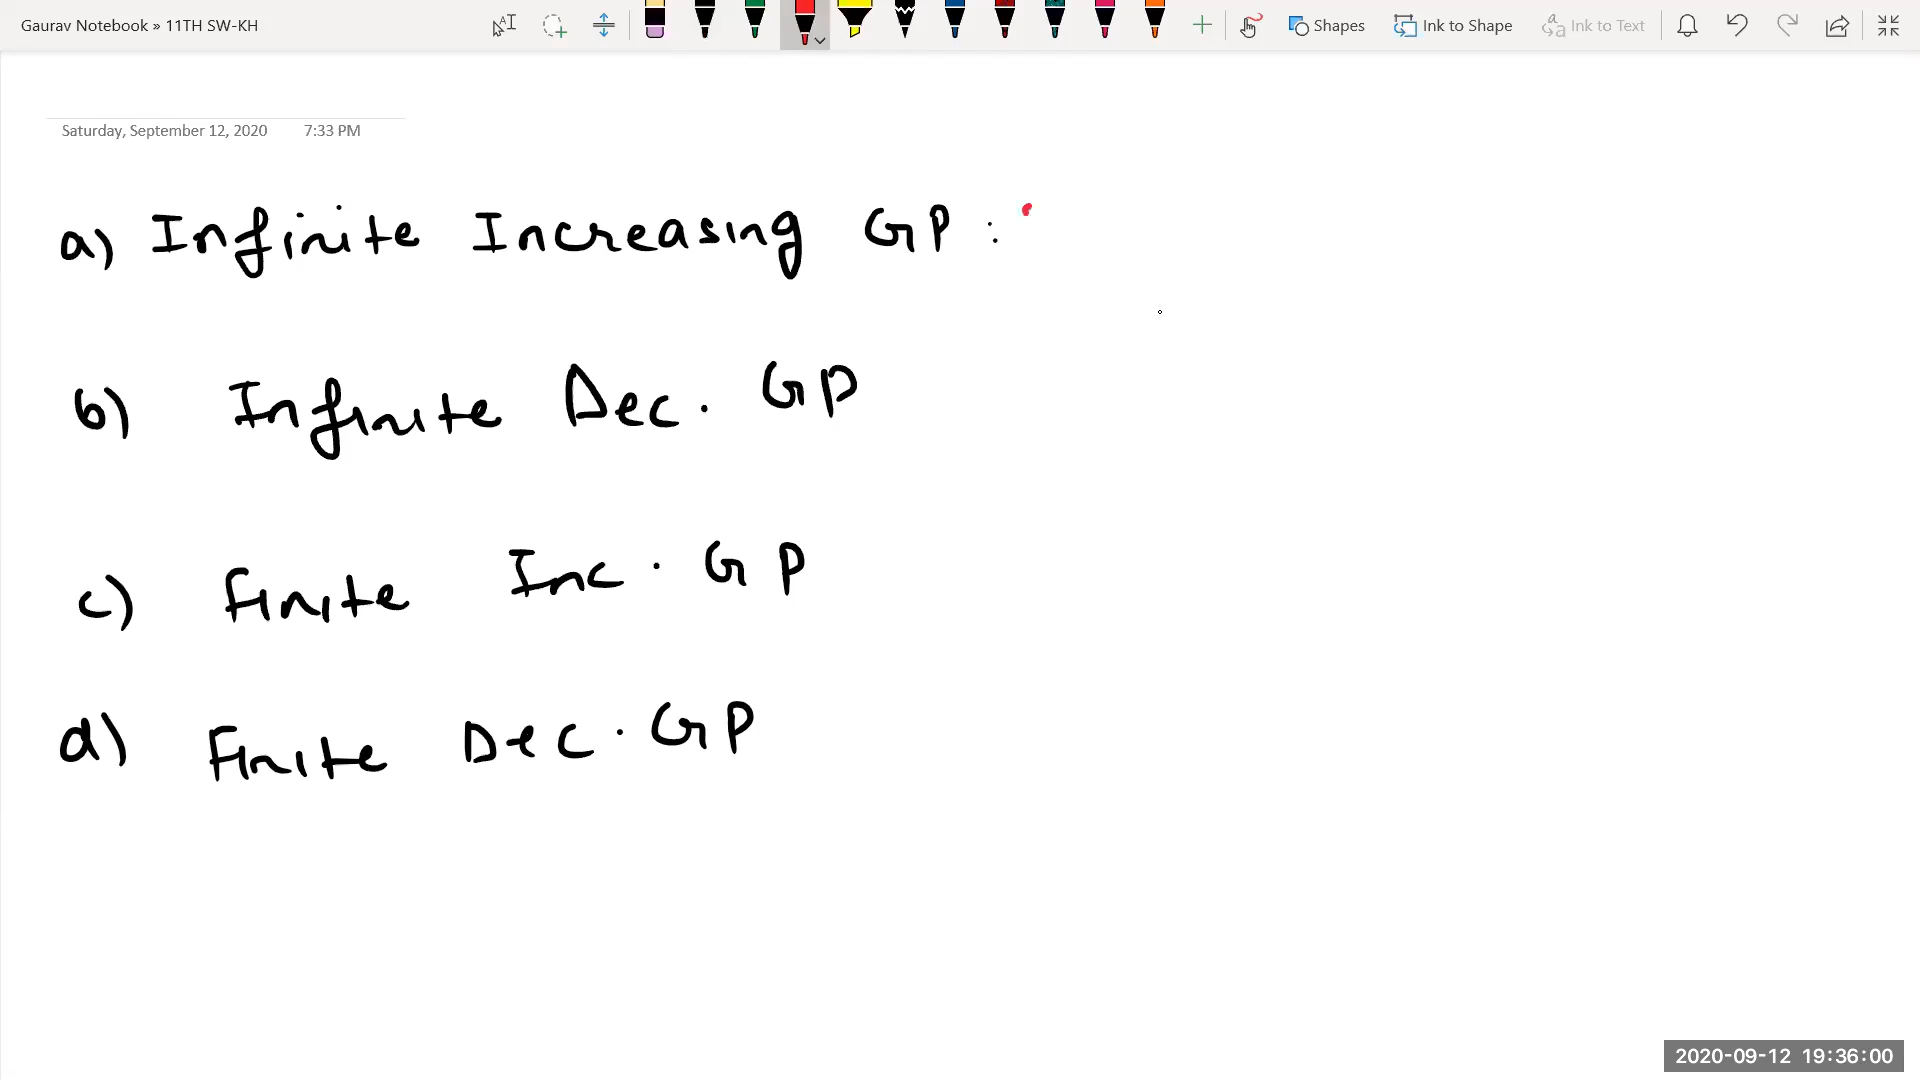 Gaurav Notebook » 11TH SW-KH
Shapes
Ink to Shape
Ink to Text
Saturday, September 12, 2020 7:33 PM
a) Infinite Increasing GP :
b) Infinite Dec. GP
c) Finite Inc. GP
d) Finite Dec. GP
2020-09-12 19:36:00